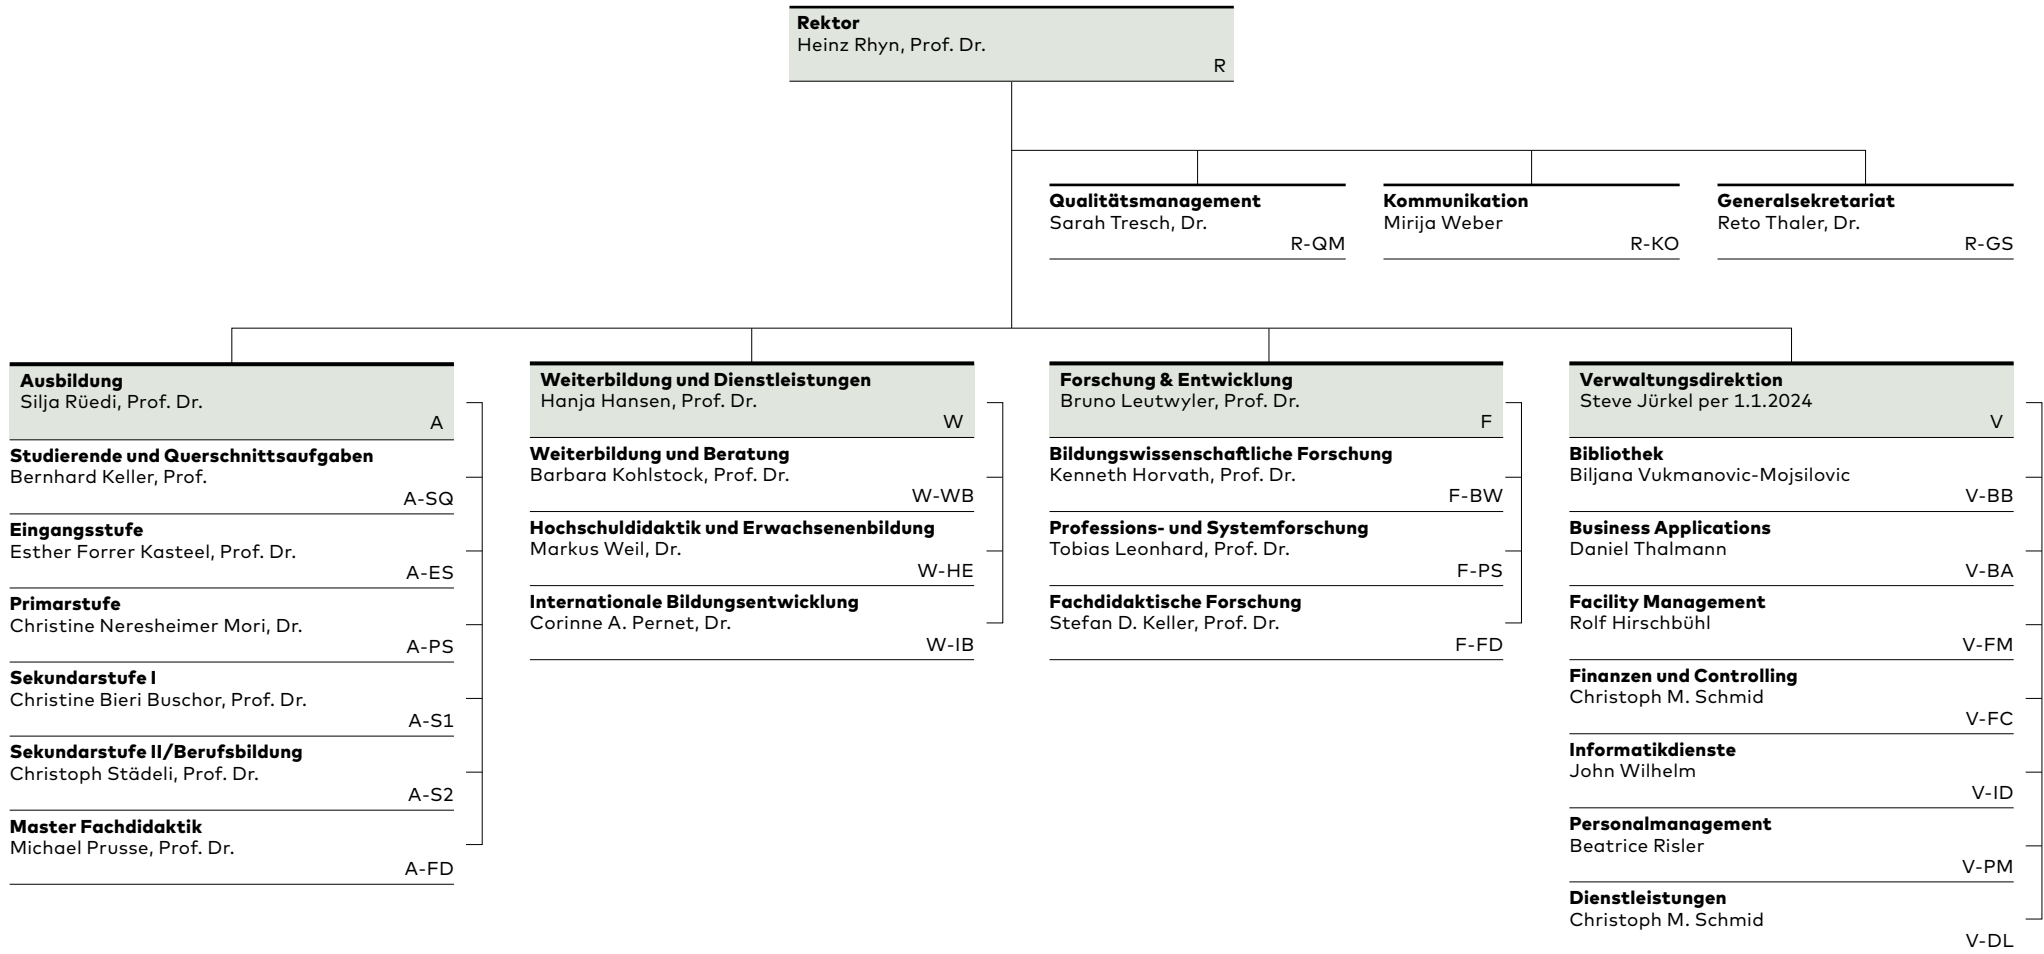 Rektor
Heinz Rhyn, Prof. Dr.
R
Qualitätsmanagement
Sarah Tresch, Dr.
R-QM
Kommunikation
Mirija Weber
R-KO
Generalsekretariat
Reto Thaler, Dr.
R-GS
Ausbildung
Silja Rüedi, Prof. Dr.
A
Studierende und Querschnittsaufgaben
Bernhard Keller, Prof.
A-SQ
Eingangsstufe
Esther Forrer Kasteel, Prof. Dr.
A-ES
Primarstufe
Christine Neresheimer Mori, Dr.
A-PS
Sekundarstufe I
Christine Bieri Buschor, Prof. Dr.
A-S1
Sekundarstufe II/Berufsbildung
Christoph Städeli, Prof. Dr.
A-S2
Master Fachdidaktik
Michael Prusse, Prof. Dr.
A-FD
Weiterbildung und Dienstleistungen
Hanja Hansen, Prof. Dr.
W
Weiterbildung und Beratung
Barbara Kohlstock, Prof. Dr.
W-WB
Hochschuldidaktik und Erwachsenenbildung
Markus Weil, Dr.
W-HE
Internationale Bildungsentwicklung
Corinne A. Pernet, Dr.
W-IB
Forschung & Entwicklung
Bruno Leutwyler, Prof. Dr.
F
Bildungswissenschaftliche Forschung
Kenneth Horvath, Prof. Dr.
F-BW
Professions- und Systemforschung
Tobias Leonhard, Prof. Dr.
F-PS
Fachdidaktische Forschung
Stefan D. Keller, Prof. Dr.
F-FD
Verwaltungsdirektion
Steve Jürkel per 1.1.2024
V
Bibliothek
Biljana Vukmanovic-Mojsilovic
V-BB
Business Applications
Daniel Thalmann
V-BA
Facility Management
Rolf Hirschbühl
V-FM
Finanzen und Controlling
Christoph M. Schmid
V-FC
Informatikdienste
John Wilhelm
V-ID
Personalmanagement
Beatrice Risler
V-PM
Dienstleistungen
Christoph M. Schmid
V-DL